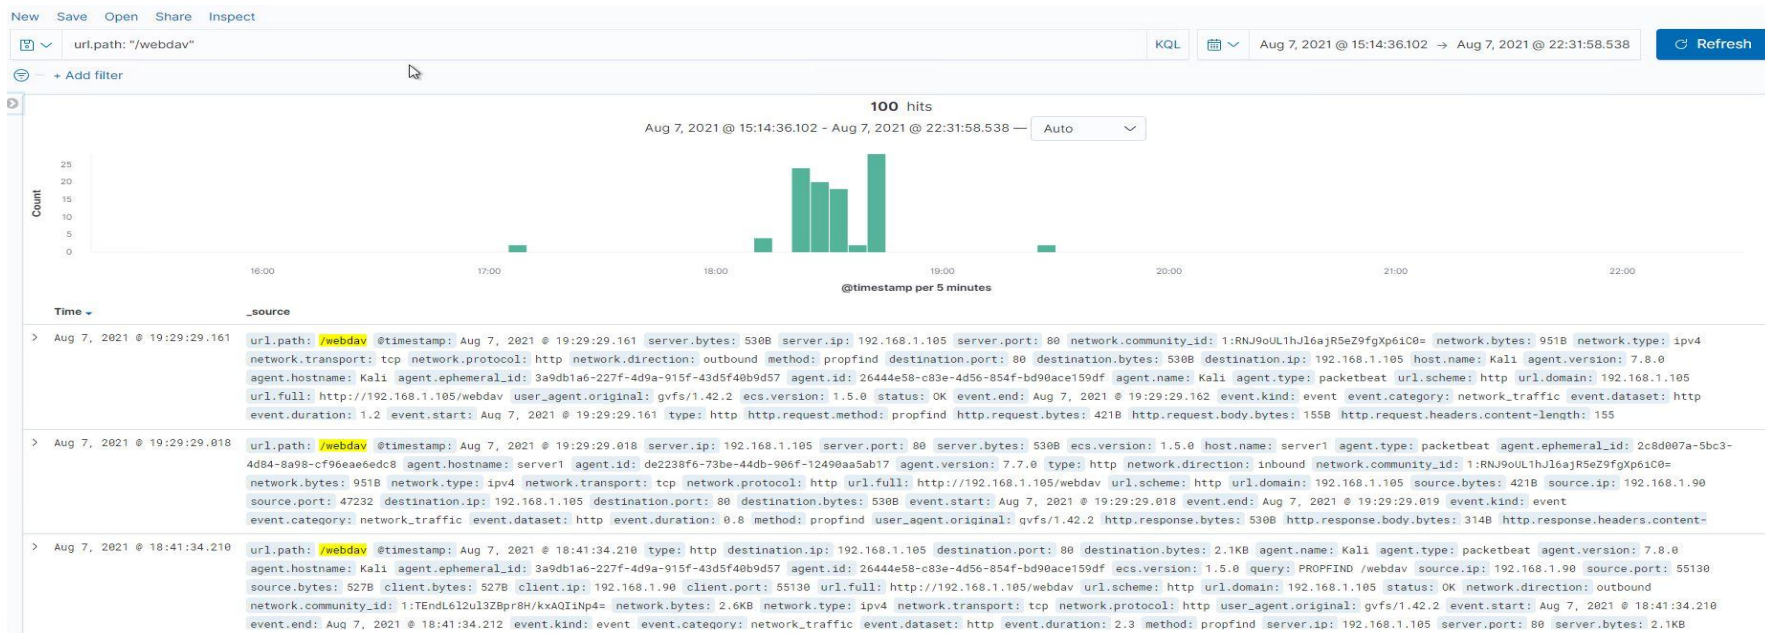 New Save Open Share Inspect
url.path: "/webdav"
KQL
Aug 7, 2021 @ 15:14:36.102 → Aug 7, 2021 @ 22:31:58.538
Refresh
+ Add filter
100 hits
Aug 7, 2021 @ 15:14:36.102 - Aug 7, 2021 @ 22:31:58.538 — Auto
Count
25
20
15
10
5
0
16:00 17:00 18:00 19:00 20:00 21:00 22:00
@timestamp per 5 minutes
Time _source
Aug 7, 2021 @ 19:29:29.161 url.path: /webdav @timestamp: Aug 7, 2021 @ 19:29:29.161 server.bytes: 530B server.ip: 192.168.1.105 server.port: 80 network.community_id: 1:RNJ9oUL1hJl6ajR5eZ9fgXp6iC0= network.bytes: 951B network.type: ipv4
network.transport: tcp network.protocol: http network.direction: outbound method: propfind destination.port: 80 destination.bytes: 530B destination.ip: 192.168.1.105 host.name: Kali agent.version: 7.8.0
agent.hostname: Kali agent.ephemeral_id: 3a9db1a6-227f-4d9a-915f-43d5f40b9d57 agent.id: 26444e58-c83e-4d56-854f-bd90ace159df agent.name: Kali agent.type: packetbeat url.scheme: http url.domain: 192.168.1.105
url.full: http://192.168.1.105/webdav user_agent.original: gvfs/1.42.2 ecs.version: 1.5.0 status: OK event.end: Aug 7, 2021 @ 19:29:29.162 event.kind: event event.category: network_traffic event.dataset: http
event.duration: 1.2 event.start: Aug 7, 2021 @ 19:29:29.161 type: http http.request.method: propfind http.request.bytes: 421B http.request.body.bytes: 155B http.request.headers.content-length: 155
Aug 7, 2021 @ 19:29:29.018 url.path: /webdav @timestamp: Aug 7, 2021 @ 19:29:29.018 server.ip: 192.168.1.105 server.port: 80 server.bytes: 530B ecs.version: 1.5.0 host.name: server1 agent.type: packetbeat agent.ephemeral_id: 2c8d007a-5bc3-
4d84-8a98-cf96eae6edc8 agent.hostname: server1 agent.id: de2238f6-73be-44db-906f-12490aa5ab17 agent.version: 7.7.0 type: http network.direction: inbound network.community_id: 1:RNJ9oUL1hJl6ajR5eZ9fgXp6iC0=
network.bytes: 951B network.type: ipv4 network.transport: tcp network.protocol: http url.full: http://192.168.1.105/webdav url.scheme: http url.domain: 192.168.1.105 source.bytes: 421B source.ip: 192.168.1.90
source.port: 47232 destination.ip: 192.168.1.105 destination.port: 80 destination.bytes: 530B event.start: Aug 7, 2021 @ 19:29:29.018 event.end: Aug 7, 2021 @ 19:29:29.019 event.kind: event
event.category: network_traffic event.dataset: http event.duration: 0.8 method: propfind user_agent.original: gvfs/1.42.2 http.response.bytes: 530B http.response.body.bytes: 314B http.response.headers.content-
Aug 7, 2021 @ 18:41:34.210 url.path: /webdav @timestamp: Aug 7, 2021 @ 18:41:34.210 type: http destination.ip: 192.168.1.105 destination.port: 80 destination.bytes: 2.1KB agent.name: Kali agent.type: packetbeat agent.version: 7.8.0
agent.hostname: Kali agent.ephemeral_id: 3a9db1a6-227f-4d9a-915f-43d5f40b9d57 agent.id: 26444e58-c83e-4d56-854f-bd90ace159df ecs.version: 1.5.0 query: PROPFIND /webdav source.ip: 192.168.1.90 source.port: 55130
source.bytes: 527B client.bytes: 527B client.ip: 192.168.1.90 client.port: 55130 url.full: http://192.168.1.105/webdav url.scheme: http url.domain: 192.168.1.105 status: OK network.direction: outbound
network.community_id: 1:TEndL6l2ul3ZBpr8H/kxAQIiNp4= network.bytes: 2.6KB network.type: ipv4 network.transport: tcp network.protocol: http user_agent.original: gvfs/1.42.2 event.start: Aug 7, 2021 @ 18:41:34.210
event.end: Aug 7, 2021 @ 18:41:34.212 event.kind: event event.category: network_traffic event.dataset: http event.duration: 2.3 method: propfind server.ip: 192.168.1.105 server.port: 80 server.bytes: 2.1KB